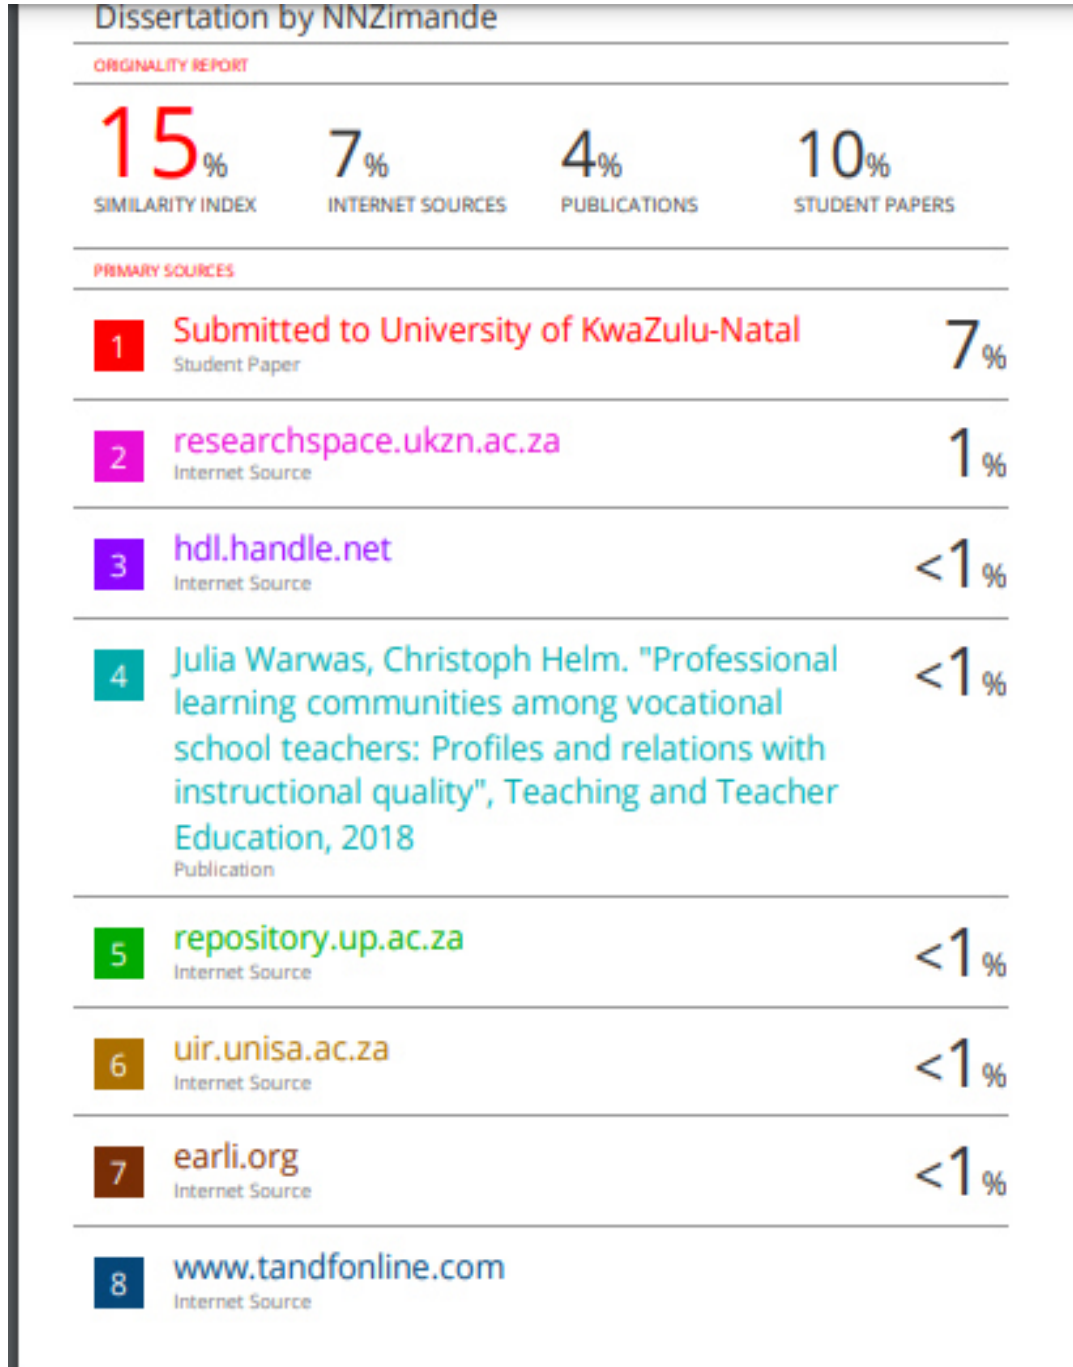 Dissertation by NNZimande
ORIGINALITY REPORT
15%
SIMILARITY INDEX
7%
INTERNET SOURCES
4%
PUBLICATIONS
10%
STUDENT PAPERS
PRIMARY SOURCES
1
Submitted to University of KwaZulu-Natal
Student Paper
7%
2
researchspace.ukzn.ac.za
Internet Source
1%
3
hdl.handle.net
Internet Source
<1%
4
Julia Warwas, Christoph Helm. "Professional
learning communities among vocational
school teachers: Profiles and relations with
instructional quality", Teaching and Teacher
Education, 2018
Publication
<1%
5
repository.up.ac.za
Internet Source
<1%
6
uir.unisa.ac.za
Internet Source
<1%
7
earli.org
Internet Source
<1%
8
www.tandfonline.com
Internet Source